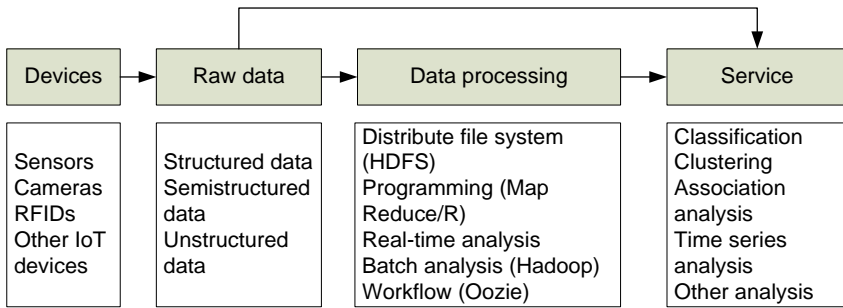 Devices
Raw data
Data processing
Service
Sensors
Cameras
RFIDs
Other IoT
devices
Structured data
Semistructured
data
Unstructured
data
Distribute file system
(HDFS)
Programming (Map
Reduce/R)
Real-time analysis
Batch analysis (Hadoop)
Workflow (Oozie)
Classification
Clustering
Association
analysis
Time series
analysis
Other analysis